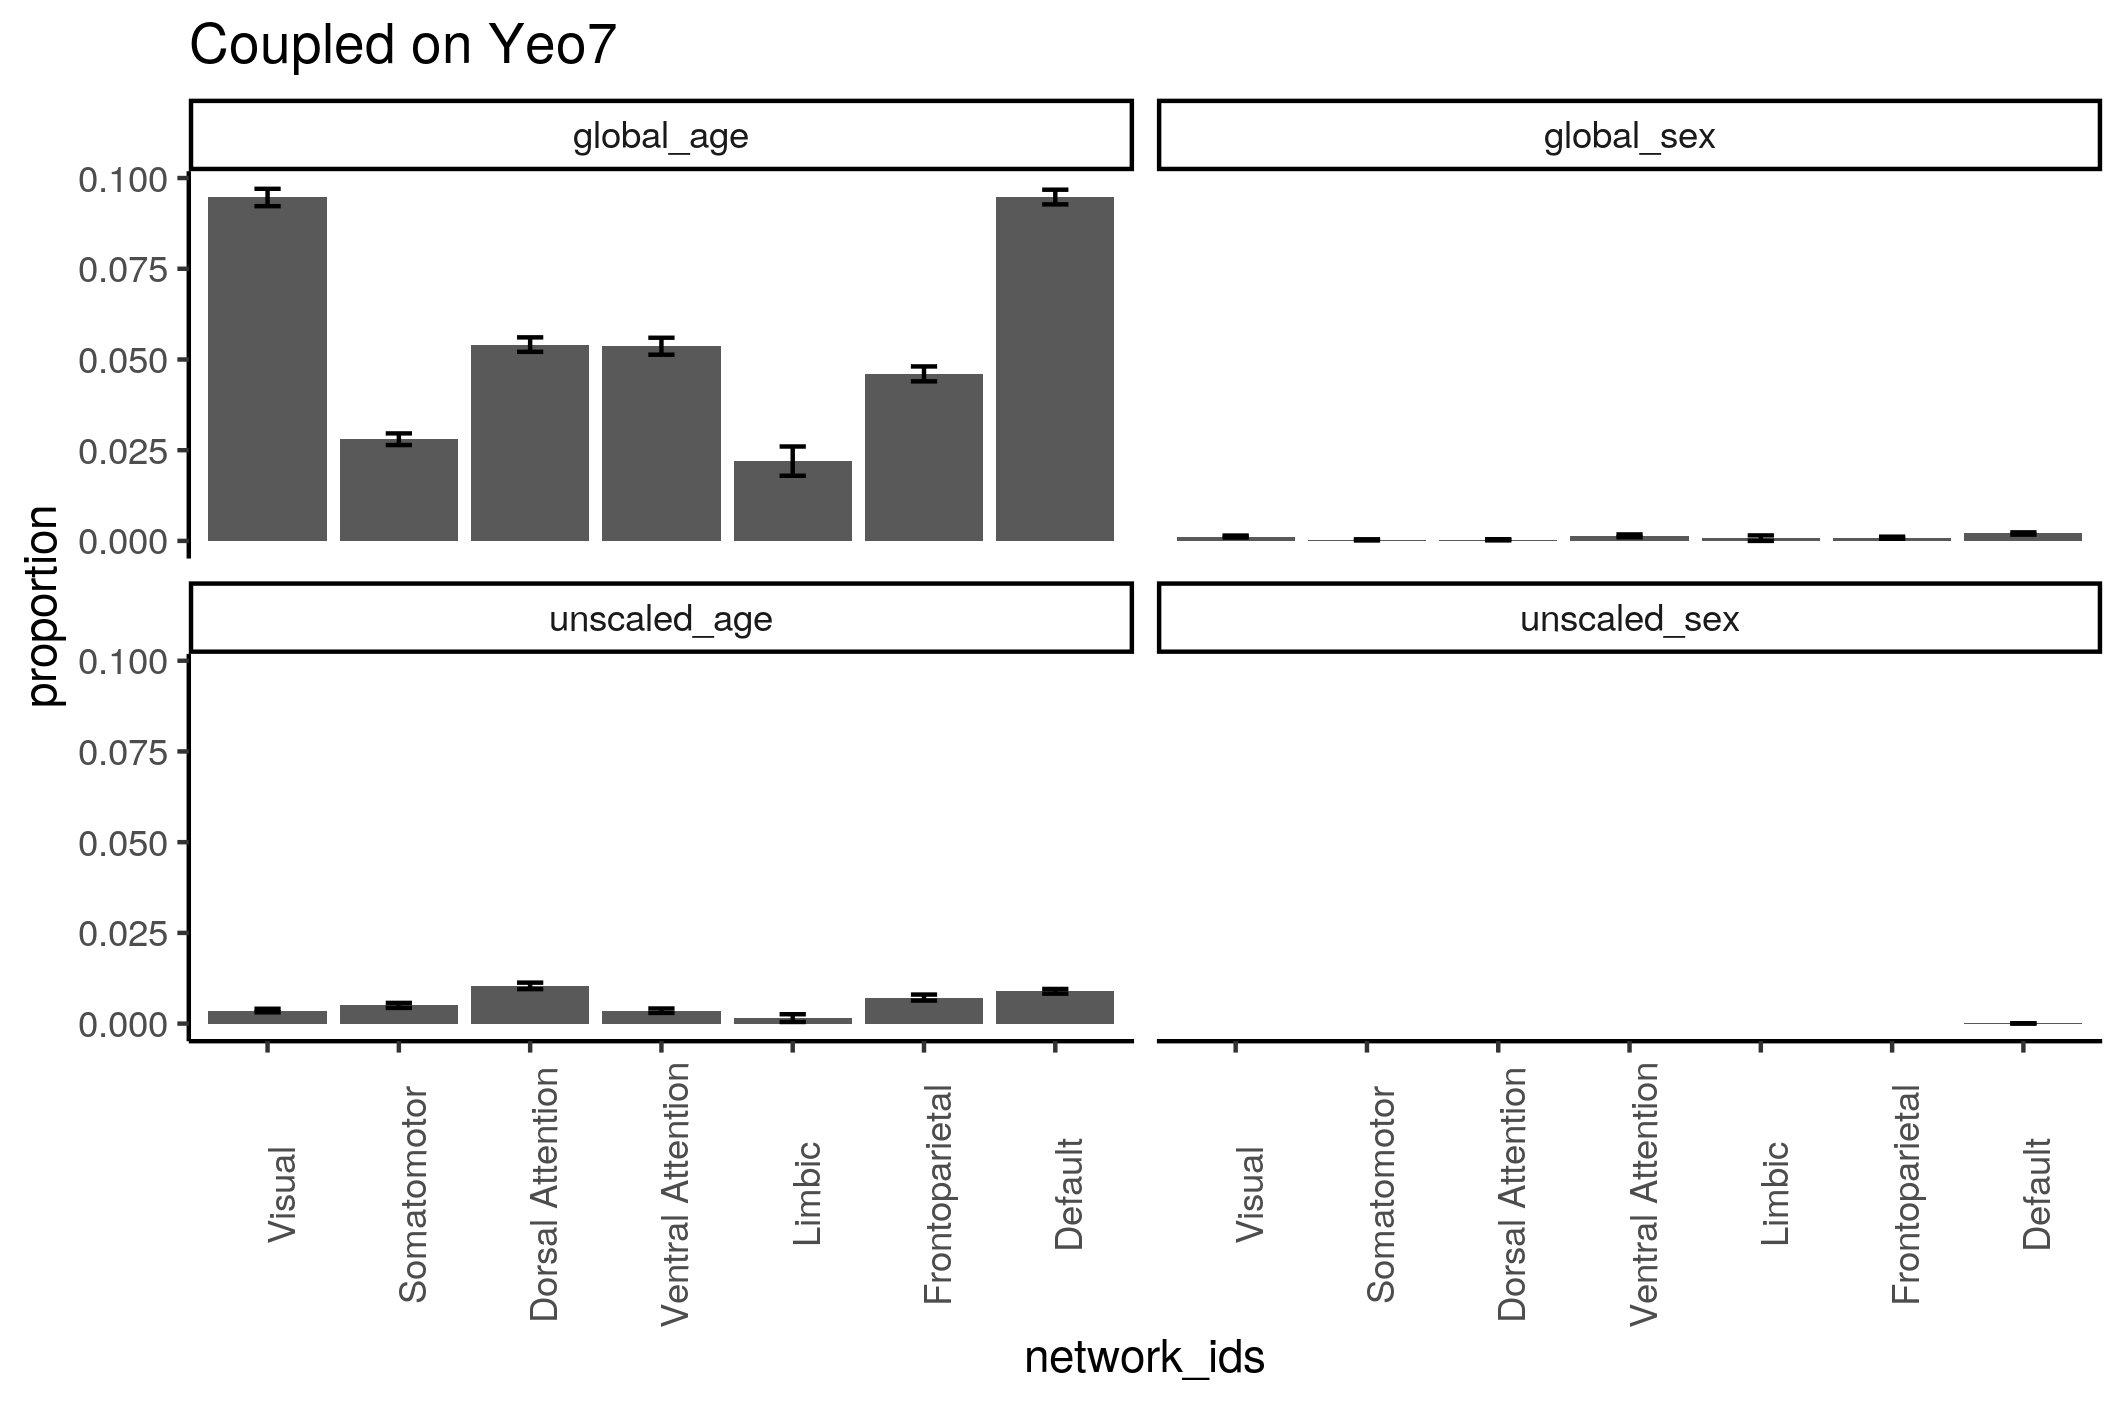 Coupled on Yeo7
global_age
global_sex
0.100
0.075
0.050
0.025
0.000
unscaled_age
unscaled_sex
0.100
0.075
0.050
0.025
0.000
proportion
Visual
Somatomotor
Dorsal Attention
Ventral Attention
Limbic
Frontoparietal
Default
Visual
Somatomotor
Dorsal Attention
Ventral Attention
Limbic
Frontoparietal
Default
network_ids